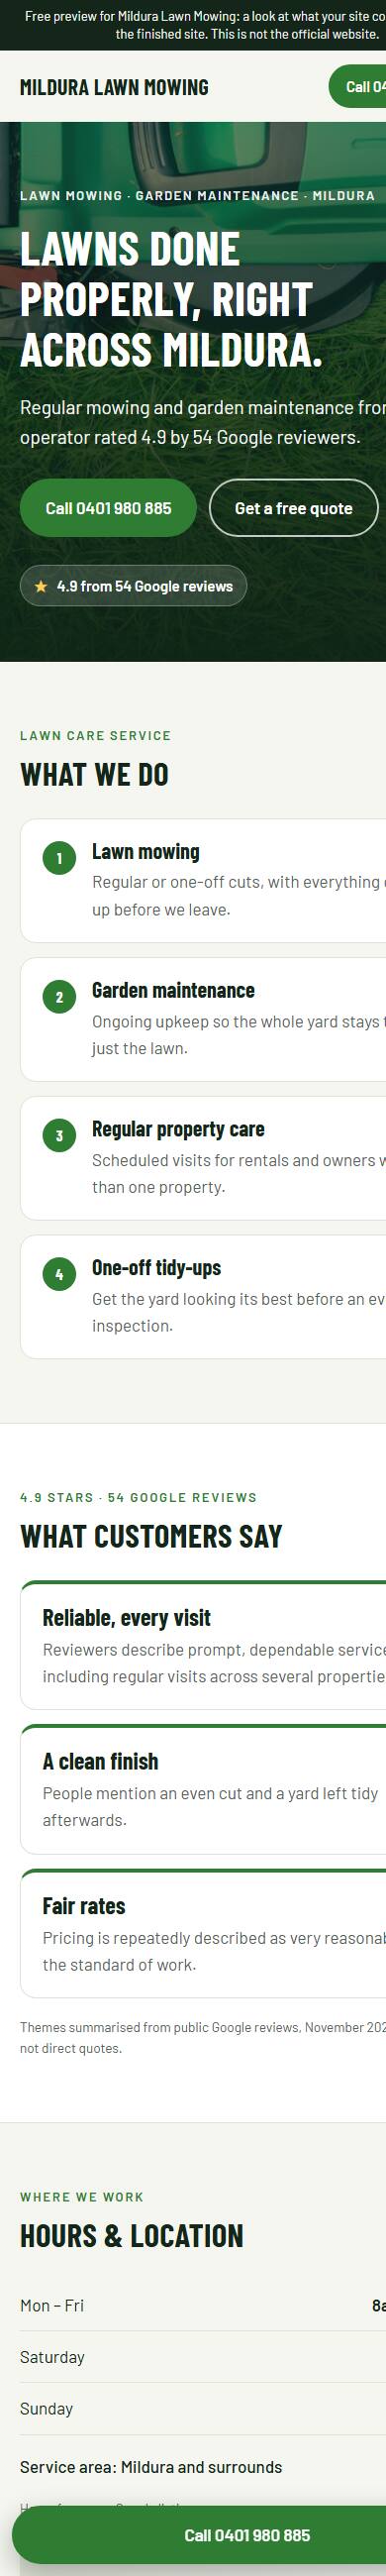 Free preview for Mildura Lawn Mowing: a look at what your site co
the finished site. This is not the official website.
MILDURA LAWN MOWING
Call 04
LAWN MOWING · GARDEN MAINTENANCE · MILDURA
LAWNS DONE
PROPERLY, RIGHT
ACROSS MILDURA.
Regular mowing and garden maintenance from
operator rated 4.9 by 54 Google reviewers.
Call 0401 980 885
Get a free quote
★ 4.9 from 54 Google reviews
LAWN CARE SERVICE
WHAT WE DO
1 Lawn mowing
Regular or one-off cuts, with everything
up before we leave.
2 Garden maintenance
Ongoing upkeep so the whole yard stays
just the lawn.
3 Regular property care
Scheduled visits for rentals and owners
than one property.
4 One-off tidy-ups
Get the yard looking its best before an ev
inspection.
4.9 STARS · 54 GOOGLE REVIEWS
WHAT CUSTOMERS SAY
Reliable, every visit
Reviewers describe prompt, dependable service
including regular visits across several propertie
A clean finish
People mention an even cut and a yard left tidy
afterwards.
Fair rates
Pricing is repeatedly described as very reasonab
the standard of work.
Themes summarised from public Google reviews, November 202
not direct quotes.
WHERE WE WORK
HOURS & LOCATION
Mon – Fri
8a
Saturday
Sunday
Service area: Mildura and surrounds
Call 0401 980 885